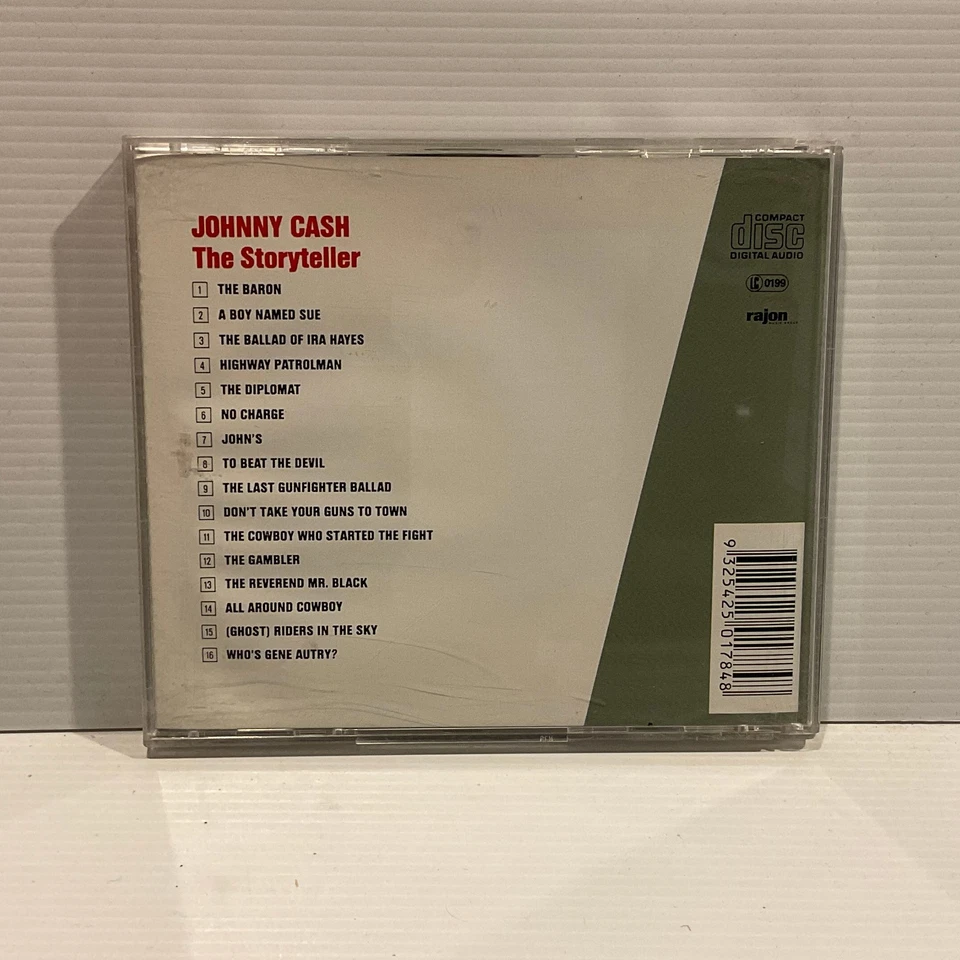 JOHNNY CASH
The Storyteller
1 THE BARON
2 A BOY NAMED SUE
3 THE BALLAD OF IRA HAYES
4 HIGHWAY PATROLMAN
5 THE DIPLOMAT
6 NO CHARGE
7 JOHN'S
8 TO BEAT THE DEVIL
9 THE LAST GUNFIGHTER BALLAD
10 DON'T TAKE YOUR GUNS TO TOWN
11 THE COWBOY WHO STARTED THE FIGHT
12 THE GAMBLER
13 THE REVEREND MR. BLACK
14 ALL AROUND COWBOY
15 (GHOST) RIDERS IN THE SKY
16 WHO'S GENE AUTRY?
COMPACT
disc
DIGITAL AUDIO
LC 0199
rajon
9 325425 017848